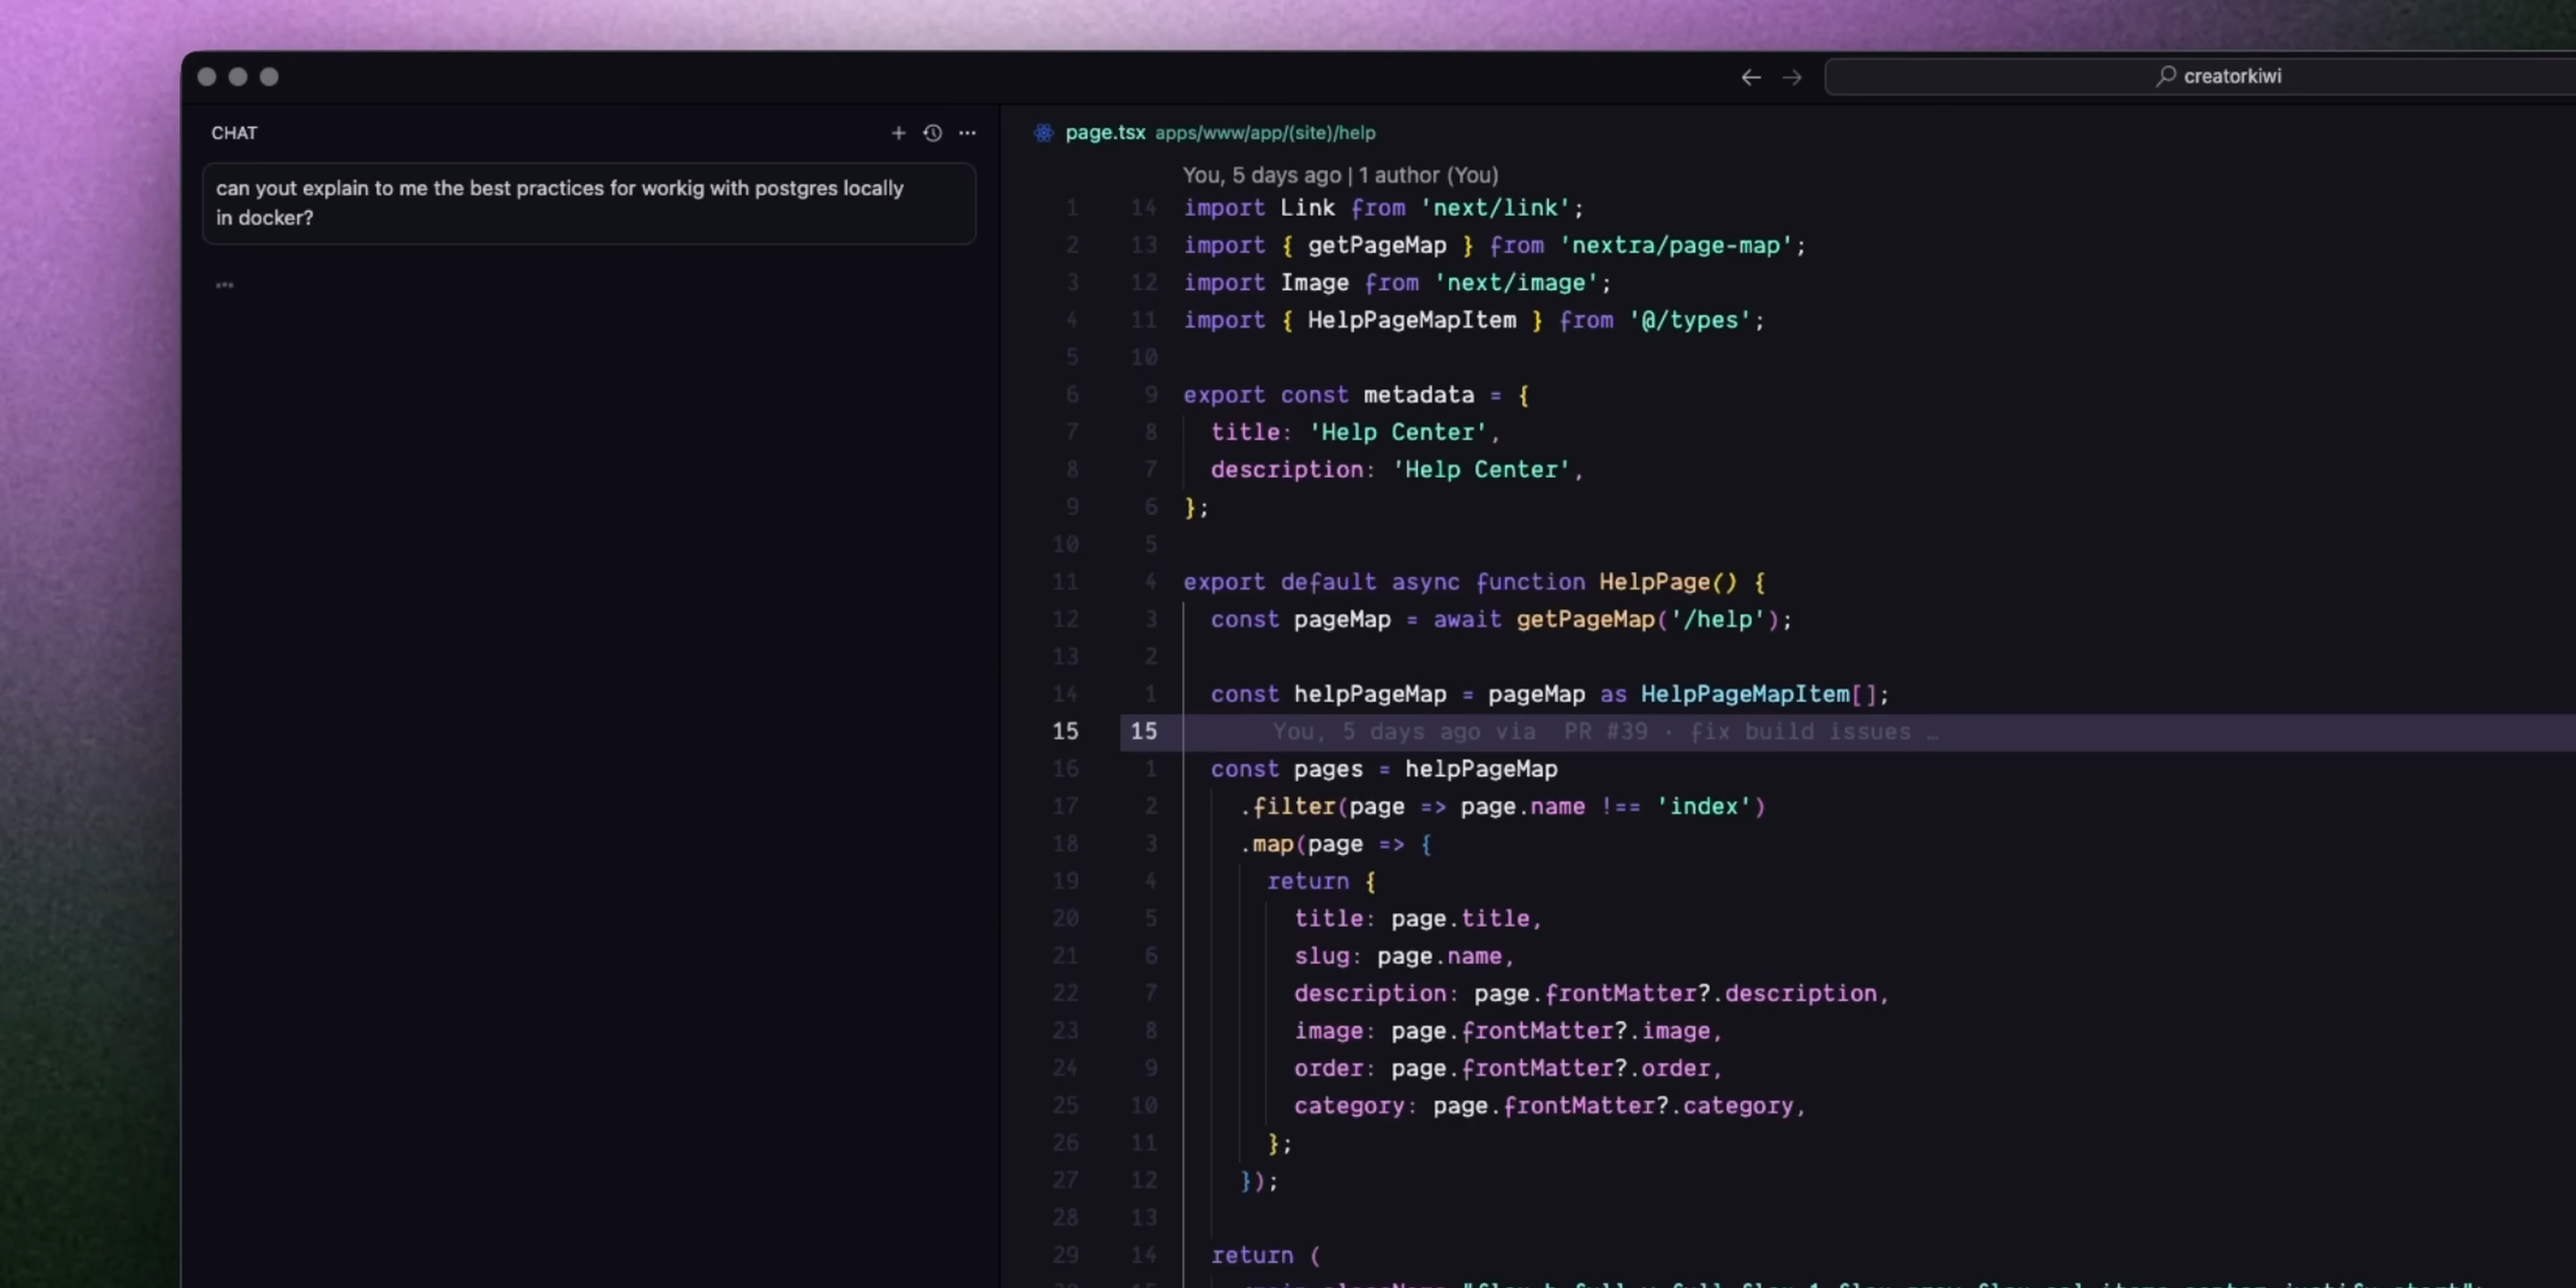 creatorkiwi
CHAT
can yout explain to me the best practices for workig with postgres locally
in docker?
page.tsx apps/www/app/(site)/help
You, 5 days ago | 1 author (You)
1 14 import Link from 'next/link';
2 13 import { getPageMap } from 'nextra/page-map';
3 12 import Image from 'next/image';
4 11 import { HelpPageMapItem } from '@/types';
5 10
6 9 export const metadata = {
7 8 title: 'Help Center',
8 7 description: 'Help Center',
9 6 };
10 5
11 4 export default async function HelpPage() {
12 3 const pageMap = await getPageMap('/help');
13 2
14 1 const helpPageMap = pageMap as HelpPageMapItem[];
15 15 You, 5 days ago via PR #39 · fix build issues …
16 1 const pages = helpPageMap
17 2 .filter(page => page.name !== 'index')
18 3 .map(page => {
19 4 return {
20 5 title: page.title,
21 6 slug: page.name,
22 7 description: page.frontMatter?.description,
23 8 image: page.frontMatter?.image,
24 9 order: page.frontMatter?.order,
25 10 category: page.frontMatter?.category,
26 11 };
27 12 });
28 13
29 14 return (